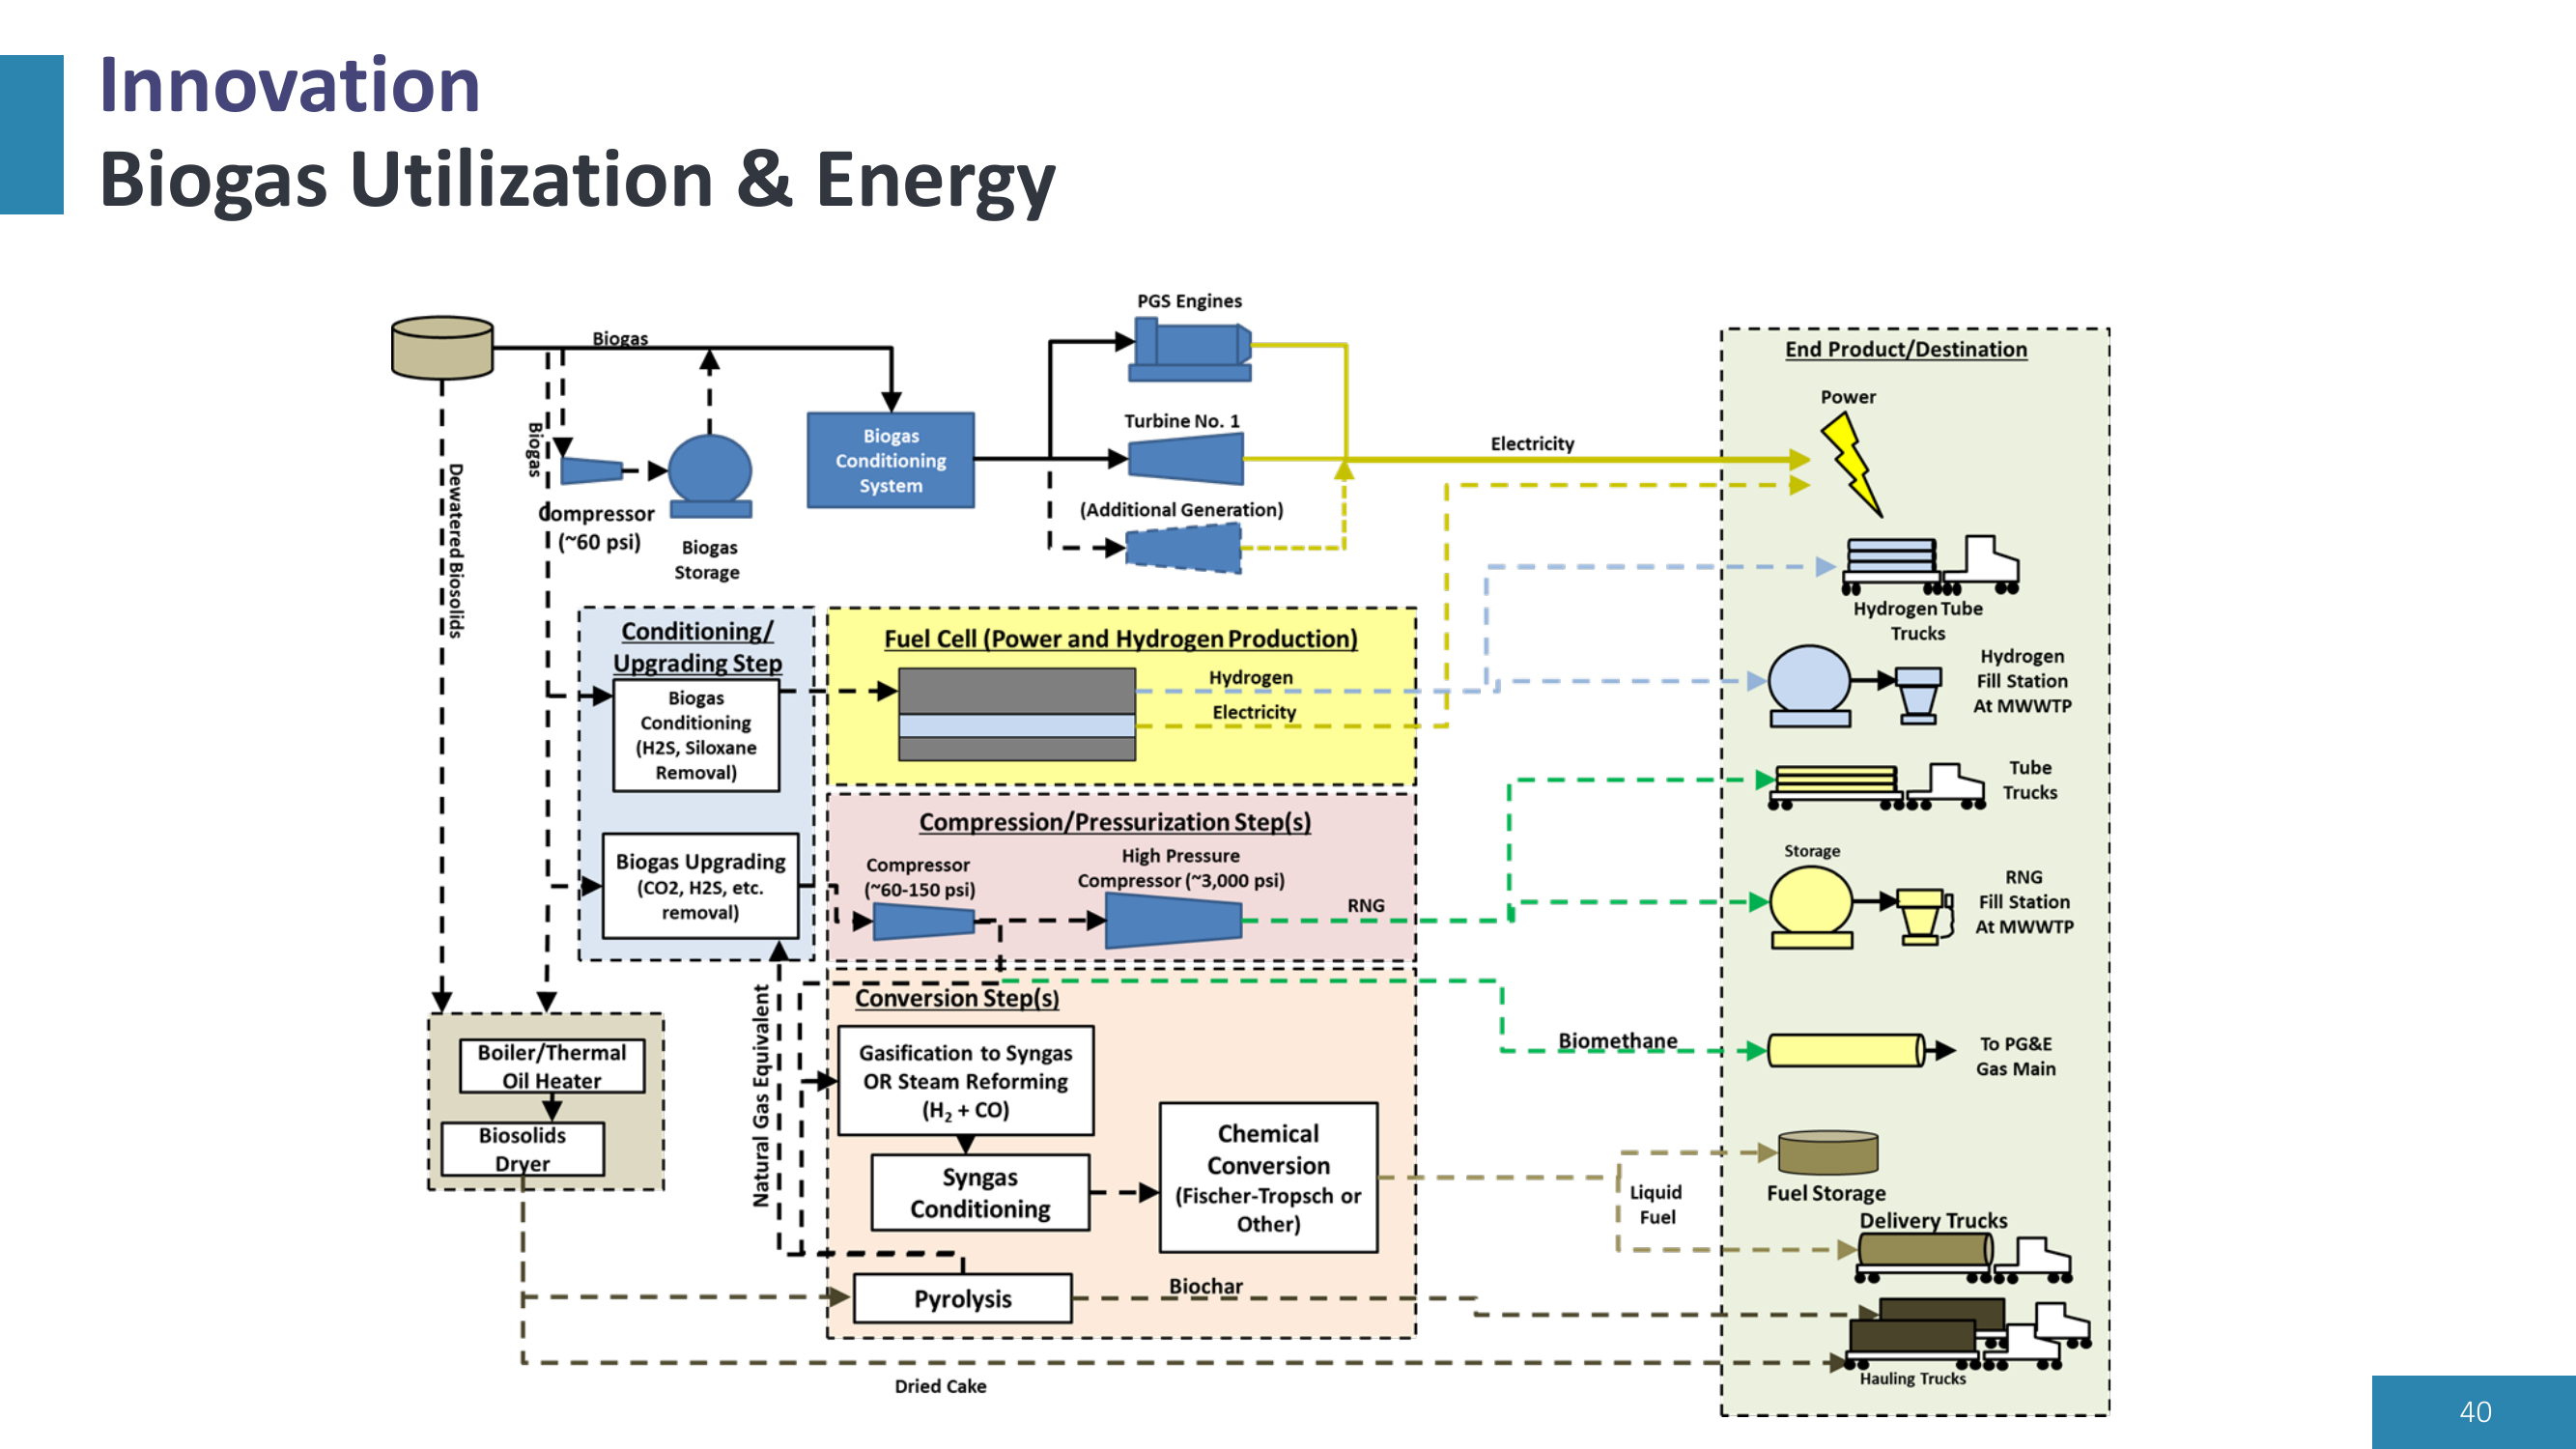 Innovation
Biogas Utilization & Energy
PGS Engines
Biogas
End Product/Destination
Power
Turbine No. 1
Biogas
Conditioning
System
Electricity
Biogas
Dewatered Biosolids
Compressor
(~60 psi)
Biogas
Storage
(Additional Generation)
Hydrogen Tube
Trucks
Conditioning/
Upgrading Step
Fuel Cell (Power and Hydrogen Production)
Hydrogen
Electricity
Hydrogen
Fill Station
At MWWTP
Biogas
Conditioning
(H2S, Siloxane
Removal)
Tube
Trucks
Compression/Pressurization Step(s)
Biogas Upgrading
(CO2, H2S, etc.
removal)
Compressor
(~60-150 psi)
High Pressure
Compressor (~3,000 psi)
RNG
Storage
RNG
Fill Station
At MWWTP
Natural Gas Equivalent
Conversion Step(s)
Biomethane
To PG&E
Gas Main
Boiler/Thermal
Oil Heater
Biosolids
Dryer
Gasification to Syngas
OR Steam Reforming
(H₂ + CO)
Syngas
Conditioning
Chemical
Conversion
(Fischer-Tropsch or
Other)
Liquid
Fuel
Fuel Storage
Delivery Trucks
Pyrolysis
Biochar
Hauling Trucks
Dried Cake
40